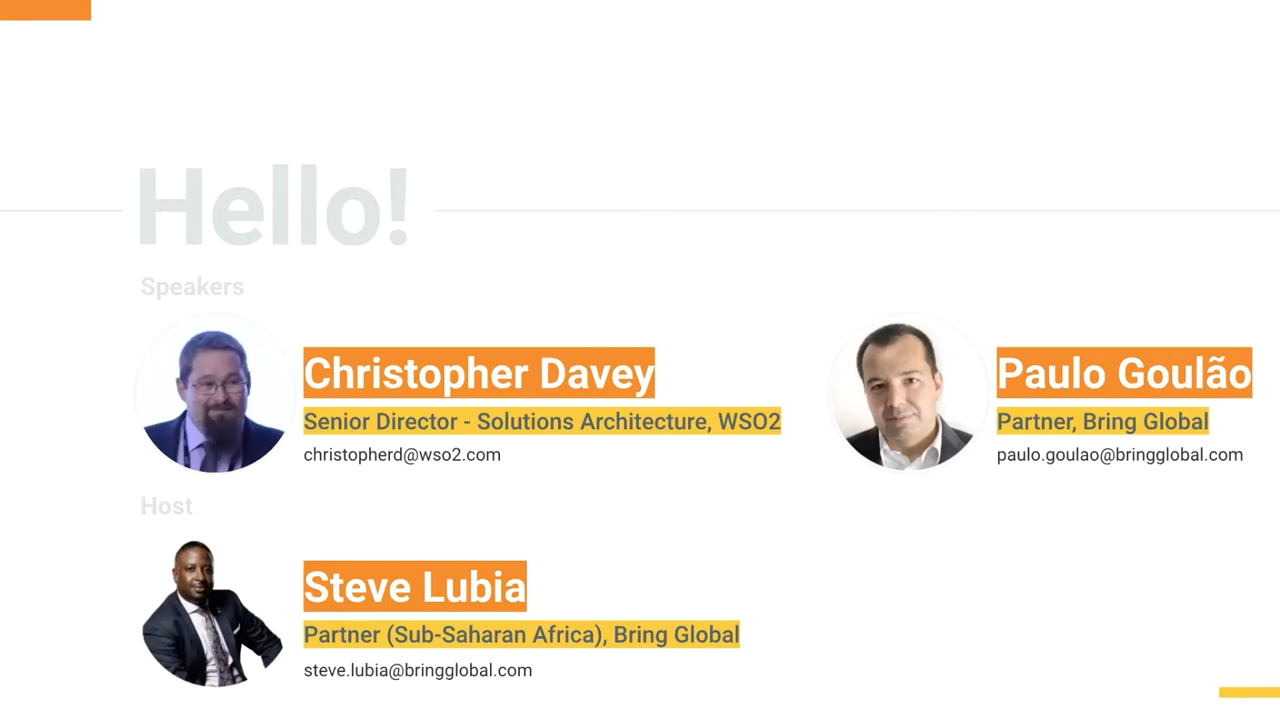 Hello!
Speakers
Christopher Davey
Senior Director - Solutions Architecture, WSO2
christopherd@wso2.com
Paulo Goulão
Partner, Bring Global
paulo.goulao@bringglobal.com
Host
Steve Lubia
Partner (Sub-Saharan Africa), Bring Global
steve.lubia@bringglobal.com